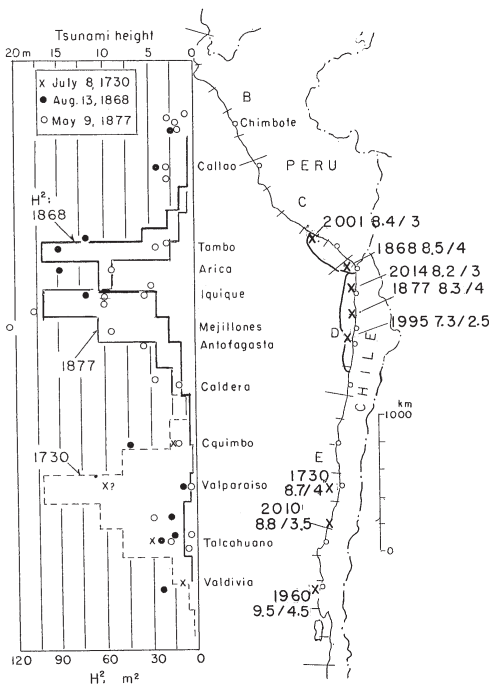 Tsunami height
20m 10 5 0
x July 8, 1730
● Aug. 13, 1868
○ May 9, 1877
B
Chimbote
PERU
Callao
C
H²:
1868
2001 8.4/3
Tambo
1868 8.5/4
Arica
2014 8.2/3
Iquique
1877 8.3/4
Mejillones
1995 7.3/2.5
Antofagasta
D
CHILE
1877
Caldera
km
1000
Cquimbo
1730
E
1730
8.7/4
x?
Valparaiso
2010
8.8/3.5
Talcahuano
0
Valdivia
1960
9.5/4.5
120 90 60 30 0
H², m²